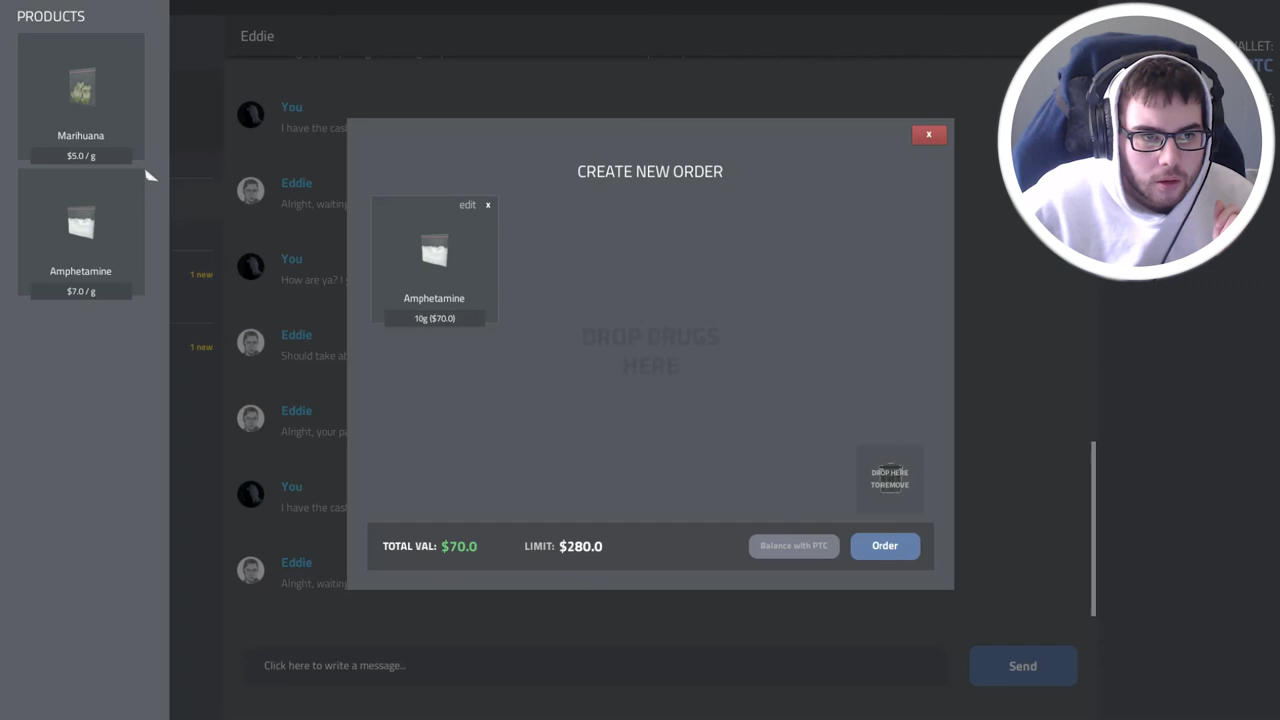 PRODUCTS
Marihuana
$5.0 / g
Amphetamine
$7.0 / g
1 new
1 new
Eddie
You
I have the cas
Eddie
Alright, waitin
You
How are ya? I
Eddie
Should take ab
Eddie
Alright, your pa
You
I have the cas
Eddie
Alright, waitin
x
CREATE NEW ORDER
edit x
Amphetamine
10g ($70.0)
DROP DRUGS
HERE
DROP HERE
TO REMOVE
TOTAL VAL: $70.0
LIMIT: $280.0
Balance with PTC
Order
Click here to write a message...
Send